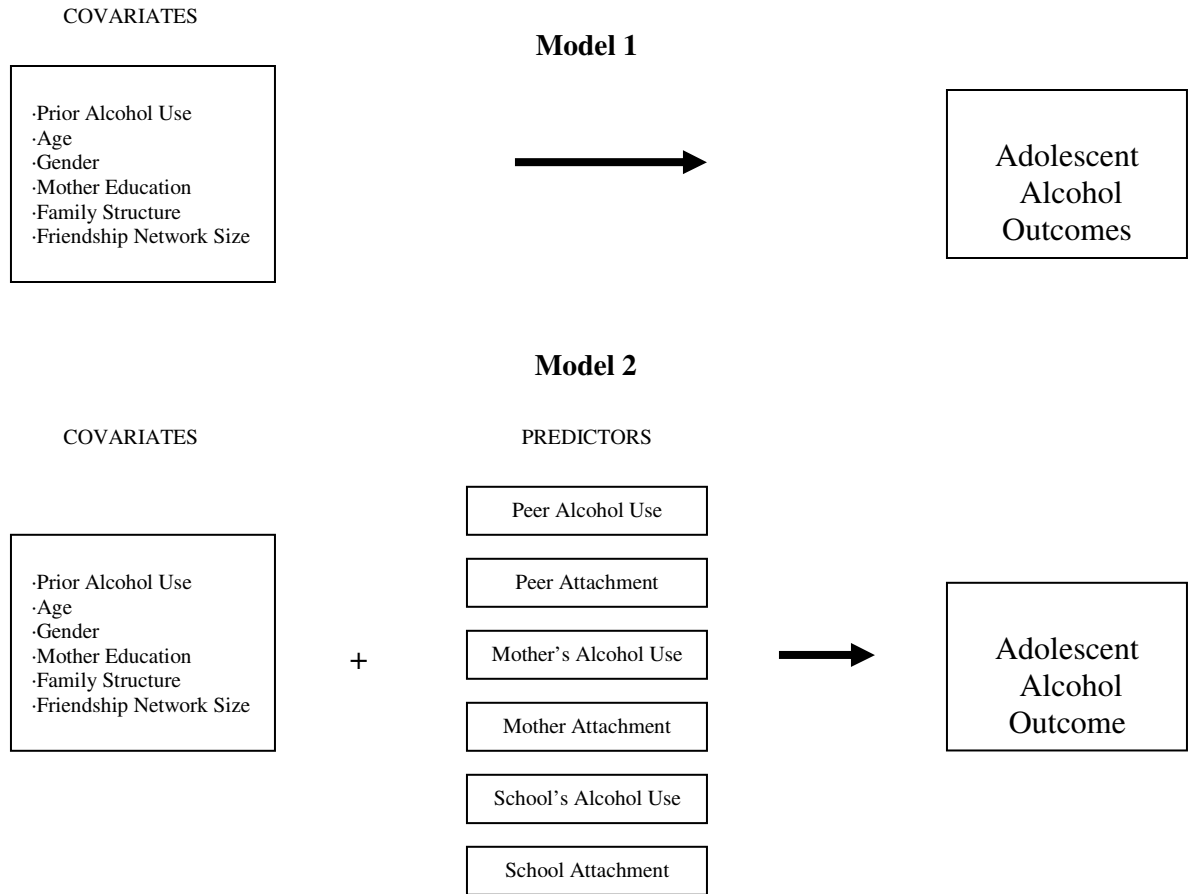 COVARIATES
Model 1
·Prior Alcohol Use
·Age
·Gender
·Mother Education
·Family Structure
·Friendship Network Size
Adolescent
Alcohol
Outcomes
Model 2
COVARIATES
PREDICTORS
·Prior Alcohol Use
·Age
·Gender
·Mother Education
·Family Structure
·Friendship Network Size
+
Peer Alcohol Use
Peer Attachment
Mother's Alcohol Use
Mother Attachment
School's Alcohol Use
School Attachment
Adolescent
Alcohol
Outcome